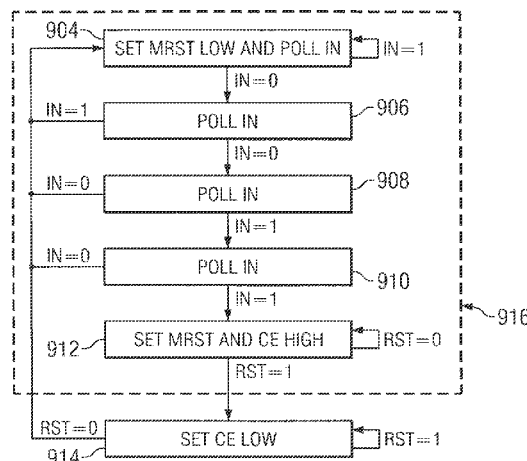 904
SET MRST LOW AND POLL IN
IN=1
IN=0
IN=1
POLL IN
906
IN=0
IN=0
POLL IN
908
IN=1
IN=0
POLL IN
910
IN=1
912
SET MRST AND CE HIGH
RST=0
916
RST=1
RST=0
SET CE LOW
RST=1
914